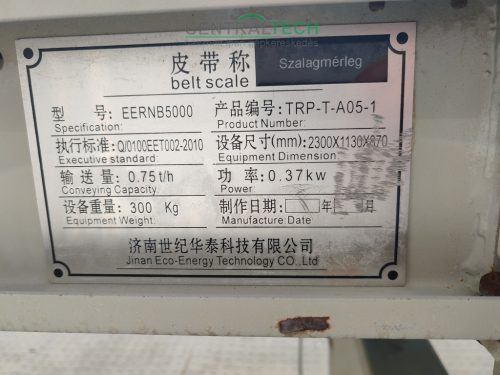 CENTRALTECH
皮带称
belt scale
Szalagmérleg
型 号: EERNB5000
Specification:
产品编号: TRP-T-A05-1
Product Number:
执行标准: Q/0100EET002-2010
Executive standard:
设备尺寸(mm): 2300X1130X870
Equipment Dimension
输 送 量: 0.75t/h
Conveying Capacity:
功 率: 0.37kw
Power:
设备重量: 300 Kg
Equipment Weight:
制作日期: 年 月
Manufacture Date
济南世纪华泰科技有限公司
Jinan Eco-Energy Technology CO.,Ltd